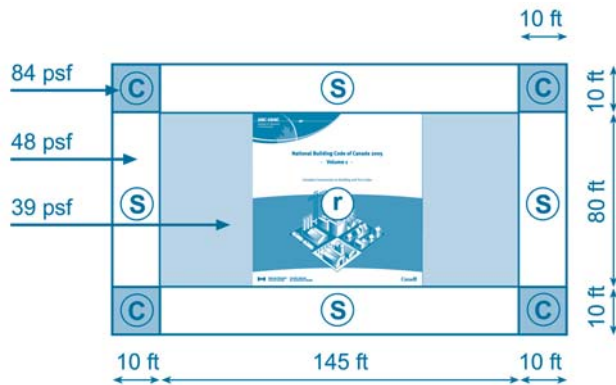 10 ft
84 psf
C
S
C
10 ft
48 psf
National Building Code of Canada 2005
Volume 1
39 psf
S
r
S
80 ft
C
S
C
Canada
10 ft
10 ft
145 ft
10 ft